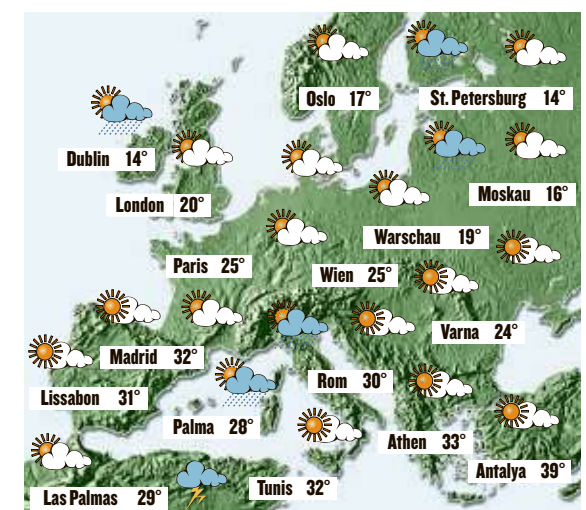 Oslo 17°
St. Petersburg 14°
Dublin 14°
Moskau 16°
London 20°
Warschau 19°
Paris 25°
Wien 25°
Varna 24°
Madrid 32°
Rom 30°
Lissabon 31°
Palma 28°
Athen 33°
Antalya 39°
Las Palmas 29°
Tunis 32°